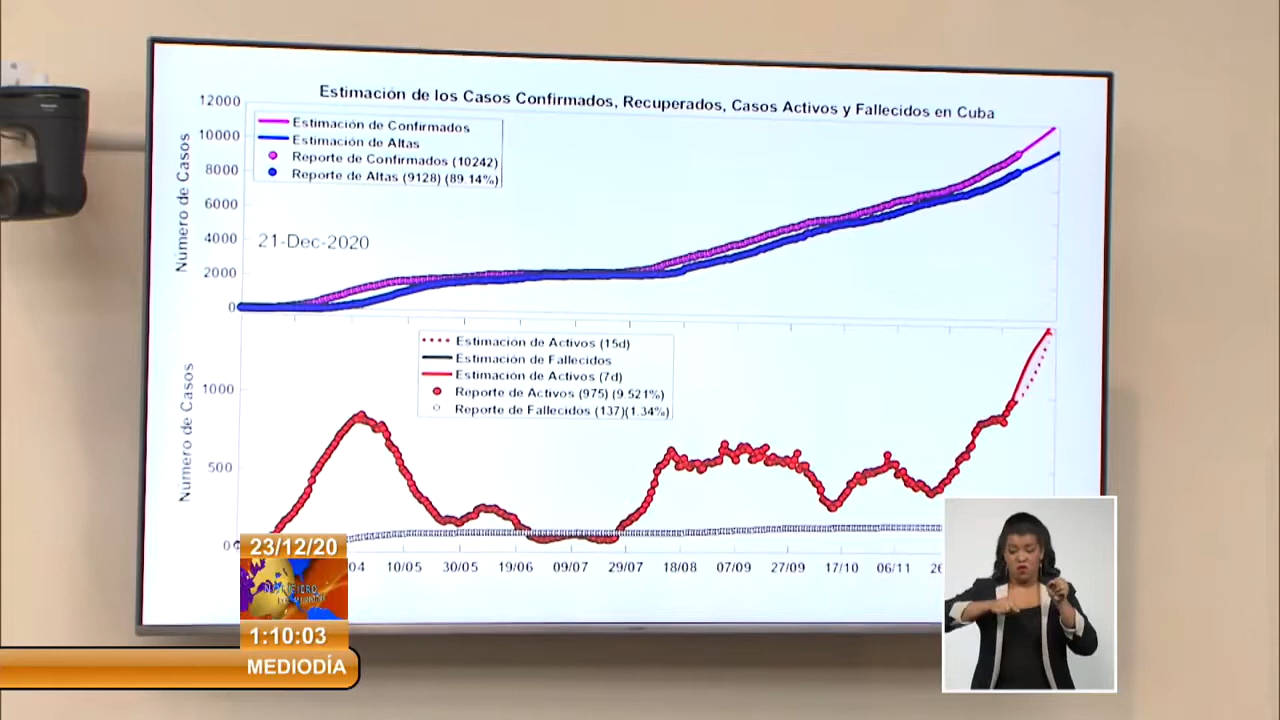 Estimación de los Casos Confirmados, Recuperados, Casos Activos y Fallecidos en Cuba
Número de Casos
12000
10000
8000
6000
4000
2000
0
Estimación de Confirmados
Estimación de Altas
Reporte de Confirmados (10242)
Reporte de Altas (9128) (89.14%)
21-Dec-2020
Número de Casos
1000
500
0
Estimación de Activos (15d)
Estimación de Fallecidos
Estimación de Activos (7d)
Reporte de Activos (975) (9.521%)
Reporte de Fallecidos (137)(1.34%)
04 10/05 30/05 19/06 09/07 29/07 18/08 07/09 27/09 17/10 06/11 26
23/12/20
NOTICIERO
1:10:03
MEDIODÍA